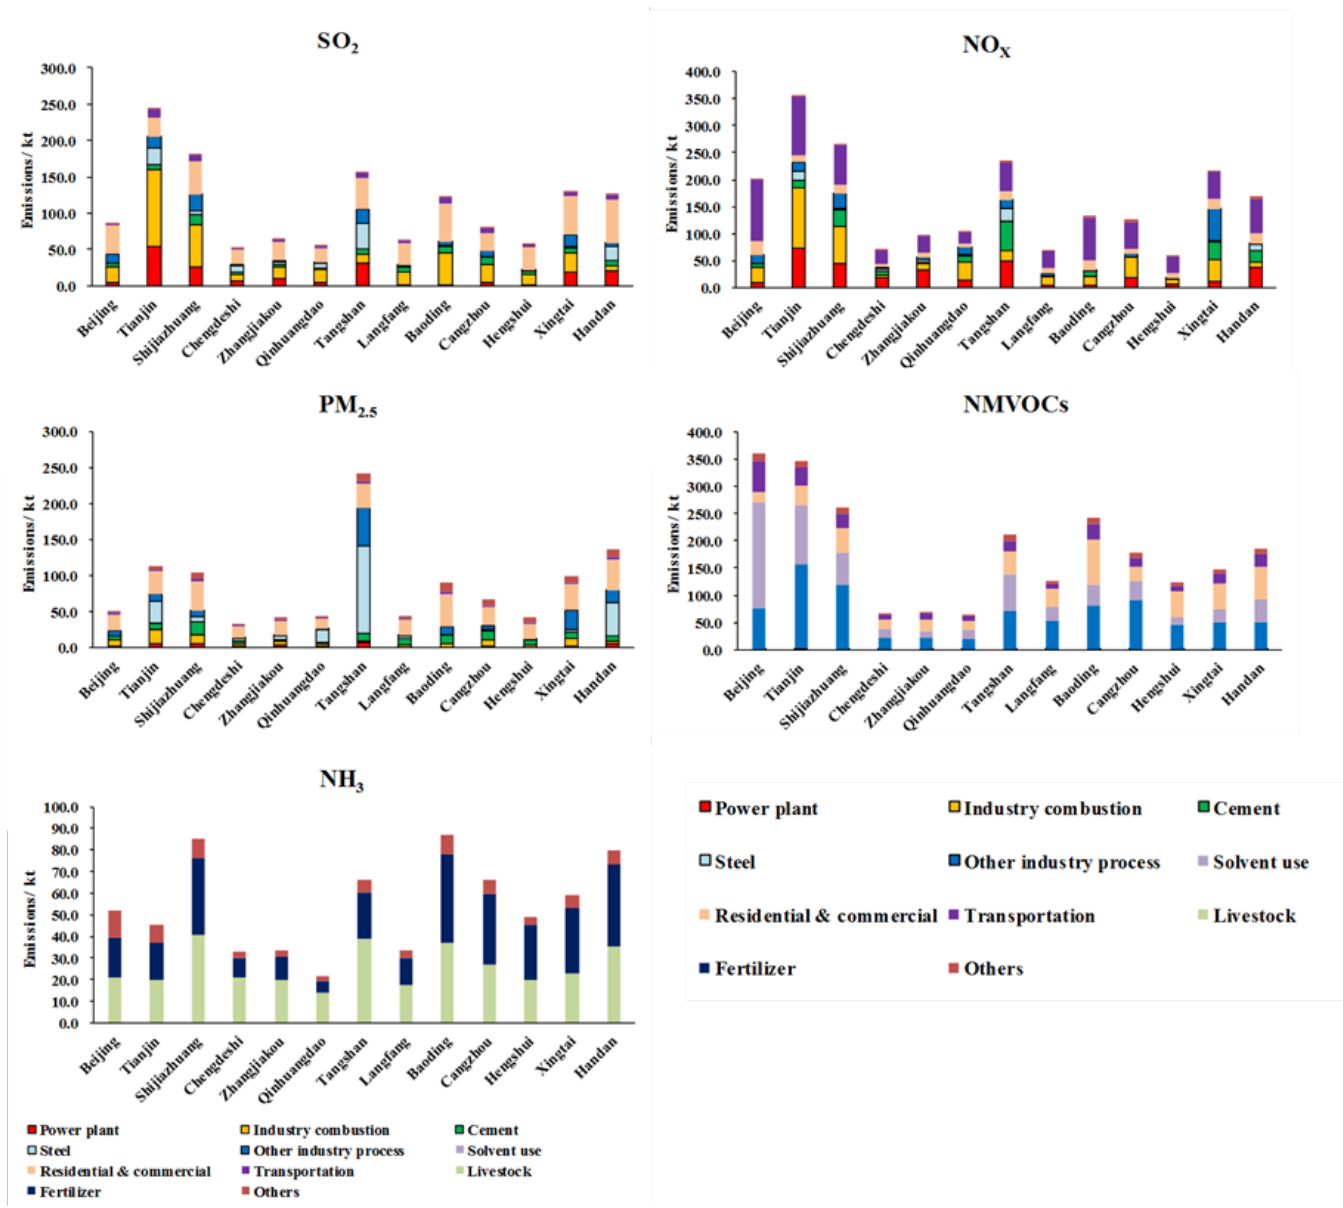 SO2
300.0
250.0
200.0
150.0
100.0
50.0
0.0
Emissions/ kt
Beijing
Tianjin
Shijiazhuang
Chengdeshi
Zhangjiakou
Qinhuangdao
Tangshan
Langfang
Baoding
Cangzhou
Hengshui
Xingtai
Handan
NOX
400.0
350.0
300.0
250.0
200.0
150.0
100.0
50.0
0.0
Emissions/ kt
Beijing
Tianjin
Shijiazhuang
Chengdeshi
Zhangjiakou
Qinhuangdao
Tangshan
Langfang
Baoding
Cangzhou
Hengshui
Xingtai
Handan
PM2.5
300.0
250.0
200.0
150.0
100.0
50.0
0.0
Emissions/ kt
Beijing
Tianjin
Shijiazhuang
Chengdeshi
Zhangjiakou
Qinhuangdao
Tangshan
Langfang
Baoding
Cangzhou
Hengshui
Xingtai
Handan
NMVOCs
400.0
350.0
300.0
250.0
200.0
150.0
100.0
50.0
0.0
Emissions/ kt
Beijing
Tianjin
Shijiazhuang
Chengdeshi
Zhangjiakou
Qinhuangdao
Tangshan
Langfang
Baoding
Cangzhou
Hengshui
Xingtai
Handan
NH3
100.0
90.0
80.0
70.0
60.0
50.0
40.0
30.0
20.0
10.0
0.0
Emissions/ kt
Beijing
Tianjin
Shijiazhuang
Chengdeshi
Zhangjiakou
Qinhuangdao
Tangshan
Langfang
Baoding
Cangzhou
Hengshui
Xingtai
Handan
Power plant Industry combustion Cement
Steel Other industry process Solvent use
Residential & commercial Transportation Livestock
Fertilizer Others
Power plant Industry combustion Cement
Steel Other industry process Solvent use
Residential & commercial Transportation Livestock
Fertilizer Others